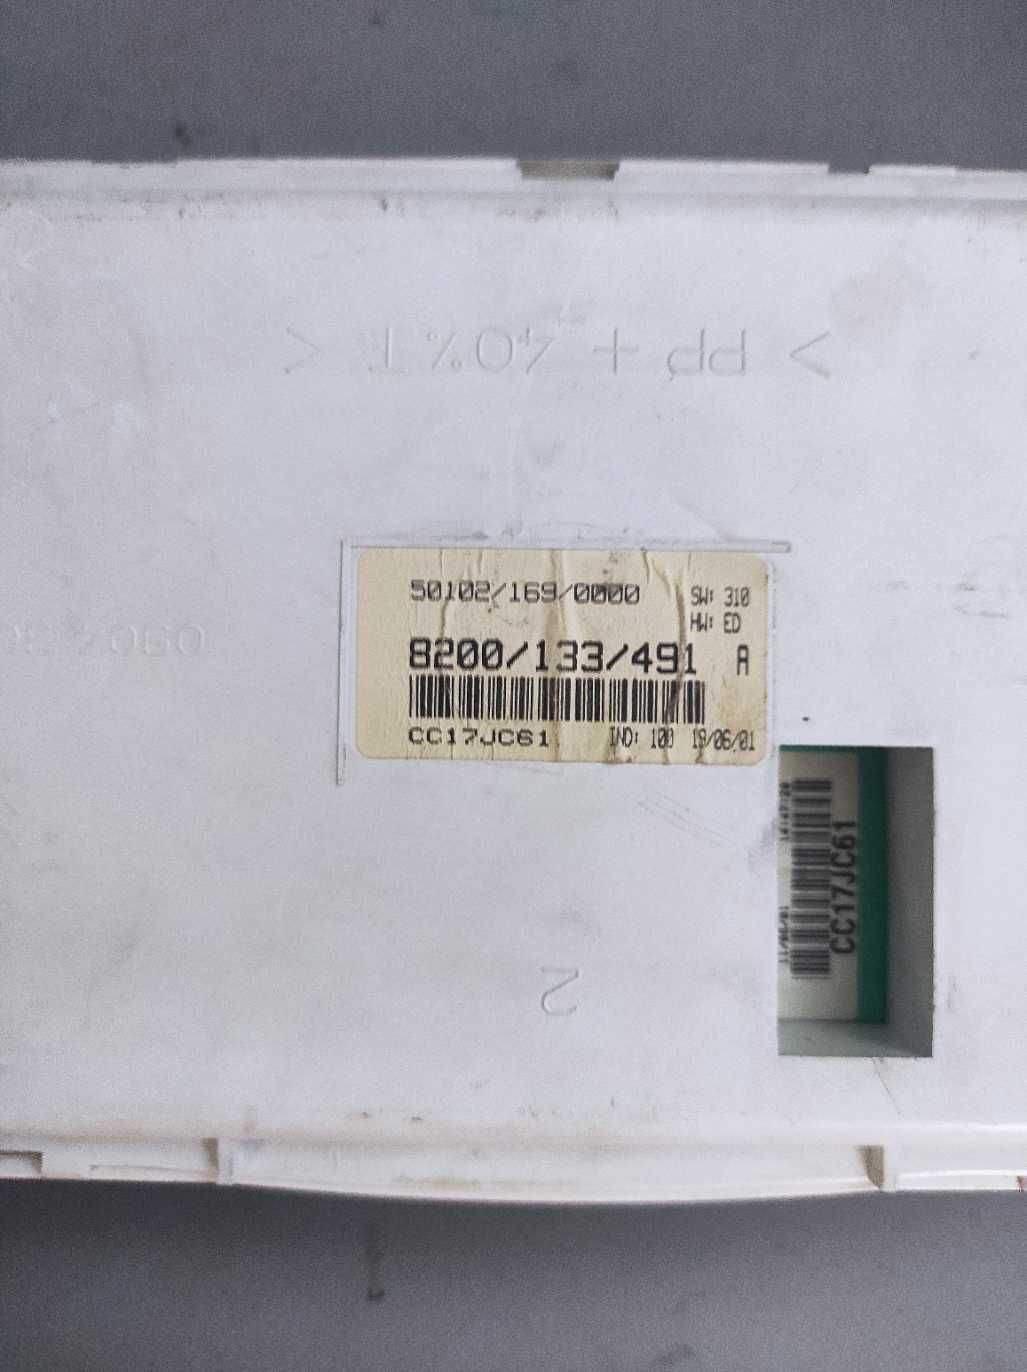 > PP + 40%T <
50102/169/0000 SW: 310
HW: ED
8200/133/491 A
CC17JC61 IND: 100 19/06/01
CC17JC61
2